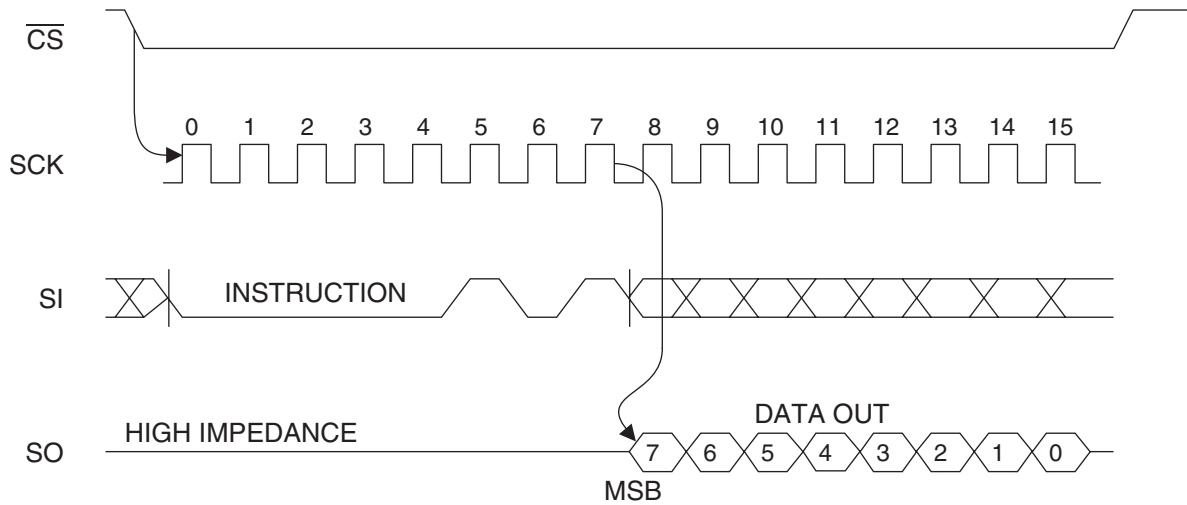 C̅S̅
0 1 2 3 4 5 6 7 8 9 10 11 12 13 14 15
SCK
SI INSTRUCTION
HIGH IMPEDANCE DATA OUT
SO 7 6 5 4 3 2 1 0
MSB